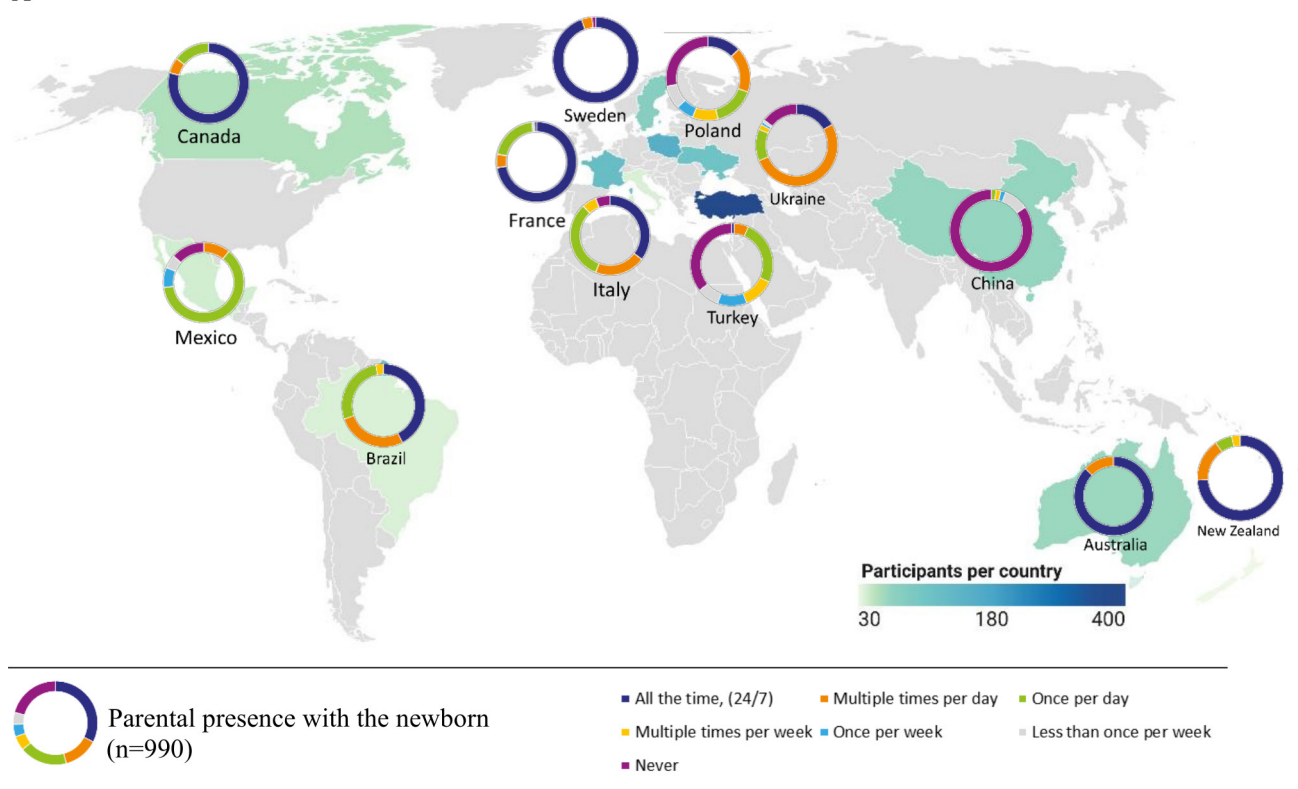 Canada
Sweden
Poland
Ukraine
France
Italy
Turkey
China
Mexico
Brazil
Australia
New Zealand
Participants per country
30 180 400
Parental presence with the newborn
(n=990)
All the time, (24/7) Multiple times per day Once per day
Multiple times per week Once per week Less than once per week
Never